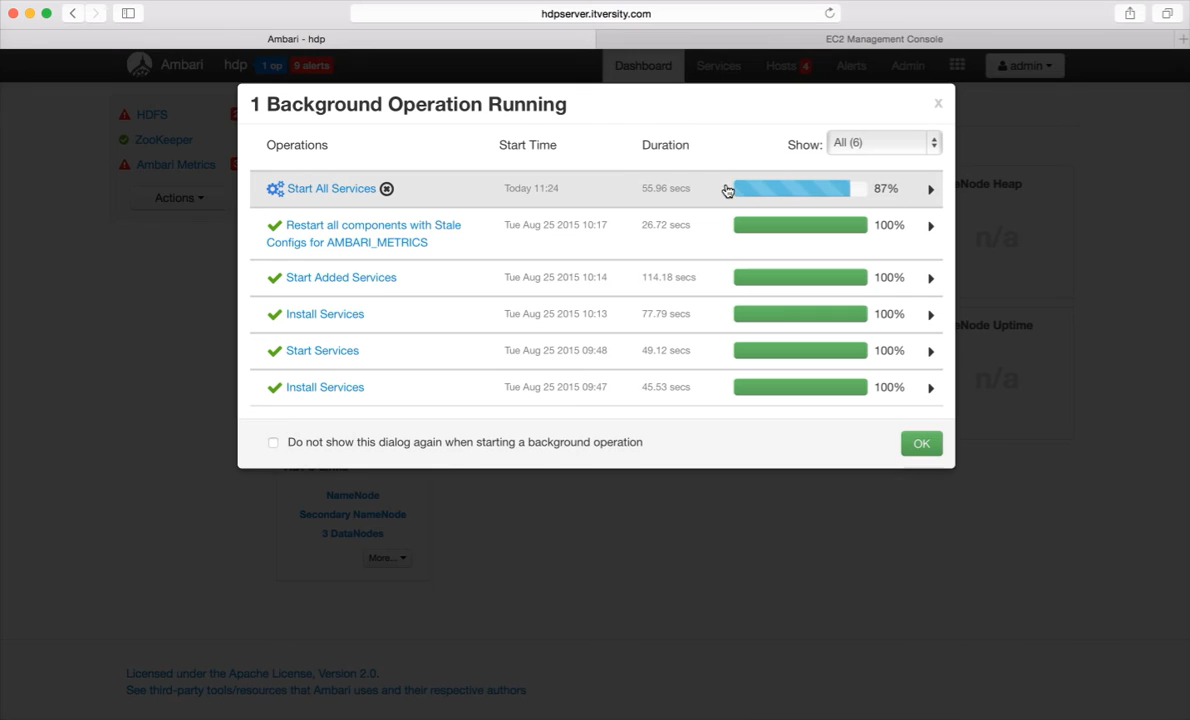 hdpserver.itversity.com
Ambari - hdp
EC2 Management Console
Ambari hdp 1 op 9 alerts Dashboard Services Hosts 4 Alerts Admin admin
HDFS
ZooKeeper
Ambari Metrics
Actions
1 Background Operation Running x
Operations Start Time Duration Show: All (6)
Start All Services Today 11:24 55.96 secs 87%
Restart all components with Stale Configs for AMBARI_METRICS Tue Aug 25 2015 10:17 26.72 secs 100%
Start Added Services Tue Aug 25 2015 10:14 114.18 secs 100%
Install Services Tue Aug 25 2015 10:13 77.79 secs 100%
Start Services Tue Aug 25 2015 09:48 49.12 secs 100%
Install Services Tue Aug 25 2015 09:47 45.53 secs 100%
Do not show this dialog again when starting a background operation OK
eNode Heap
n/a
eNode Uptime
n/a
NameNode
Secondary NameNode
3 DataNodes
More...
Licensed under the Apache License, Version 2.0.
See third-party tools/resources that Ambari uses and their respective authors